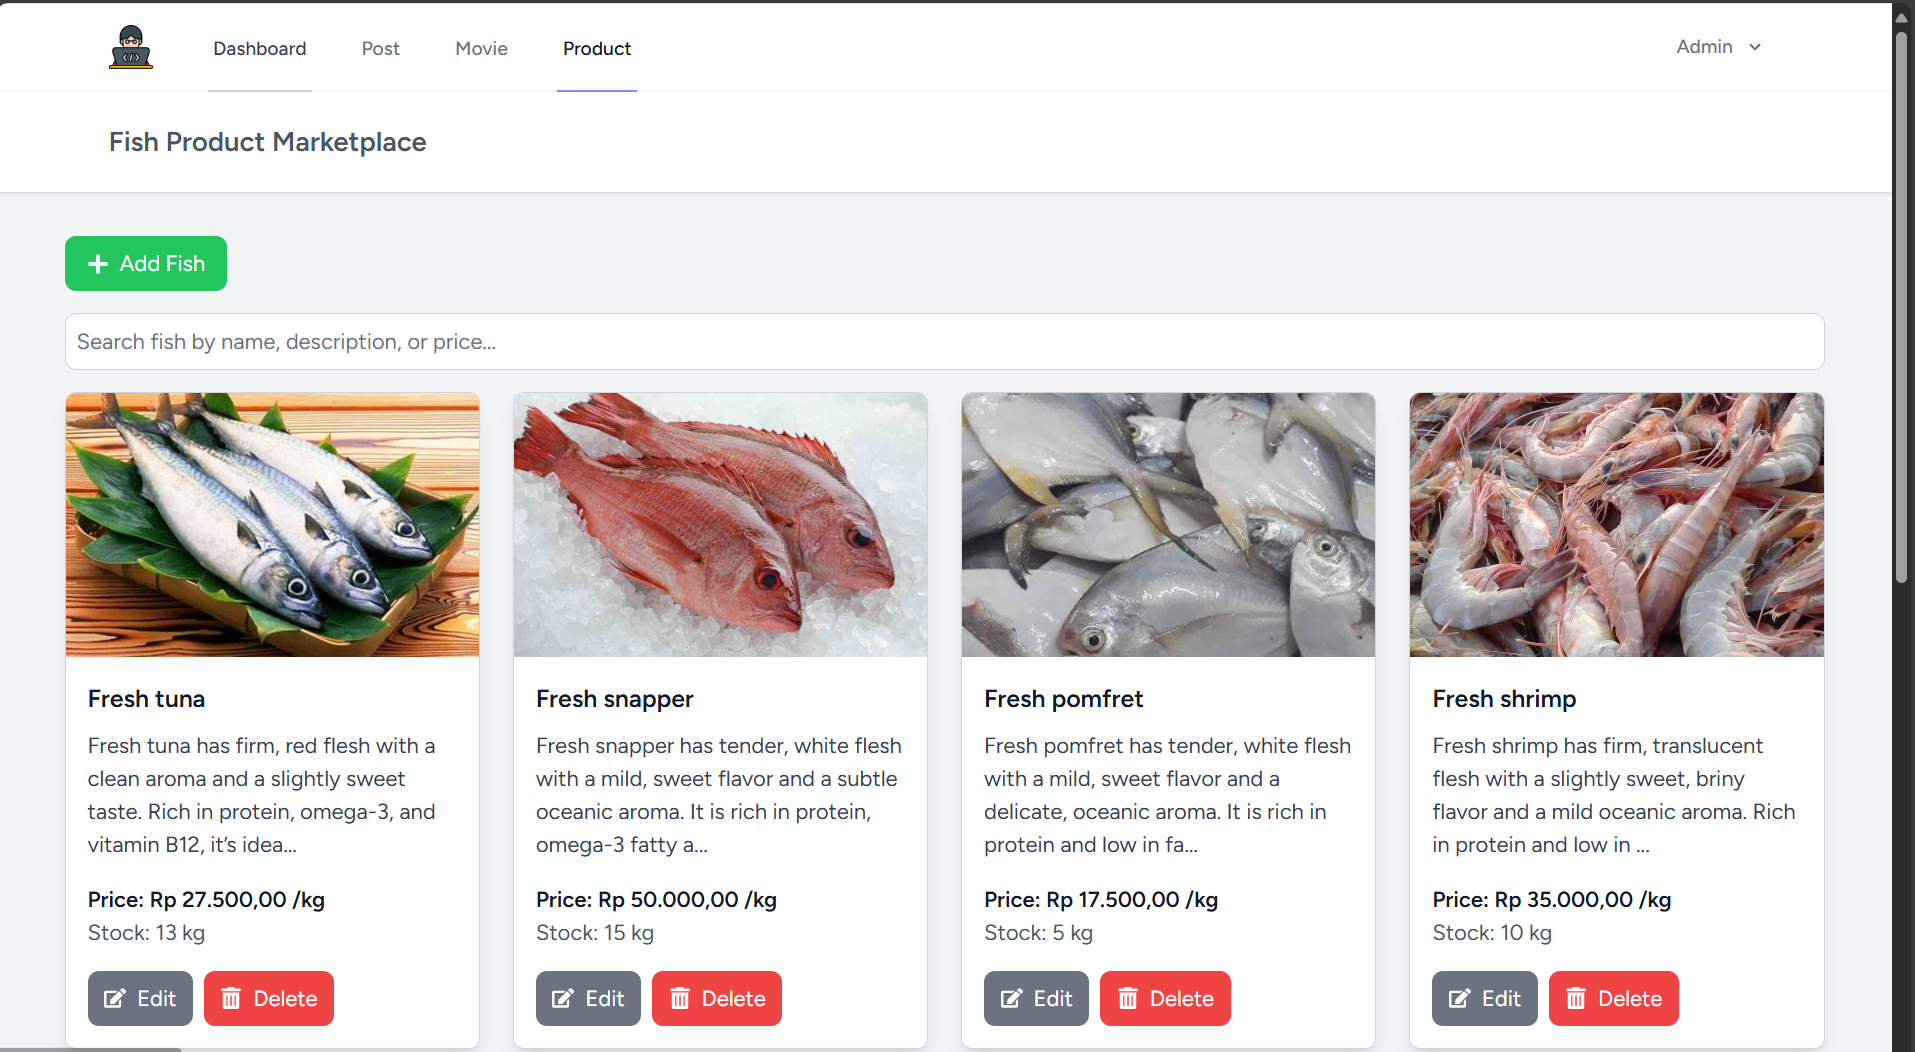 Dashboard Post Movie Product Admin
Fish Product Marketplace
Add Fish
Search fish by name, description, or price...
Fresh tuna
Fresh tuna has firm, red flesh with a
clean aroma and a slightly sweet
taste. Rich in protein, omega-3, and
vitamin B12, it’s idea...
Price: Rp 27.500,00 /kg
Stock: 13 kg
Edit Delete
Fresh snapper
Fresh snapper has tender, white flesh
with a mild, sweet flavor and a subtle
oceanic aroma. It is rich in protein,
omega-3 fatty a...
Price: Rp 50.000,00 /kg
Stock: 15 kg
Edit Delete
Fresh pomfret
Fresh pomfret has tender, white flesh
with a mild, sweet flavor and a
delicate, oceanic aroma. It is rich in
protein and low in fa...
Price: Rp 17.500,00 /kg
Stock: 5 kg
Edit Delete
Fresh shrimp
Fresh shrimp has firm, translucent
flesh with a slightly sweet, briny
flavor and a mild oceanic aroma. Rich
in protein and low in ...
Price: Rp 35.000,00 /kg
Stock: 10 kg
Edit Delete